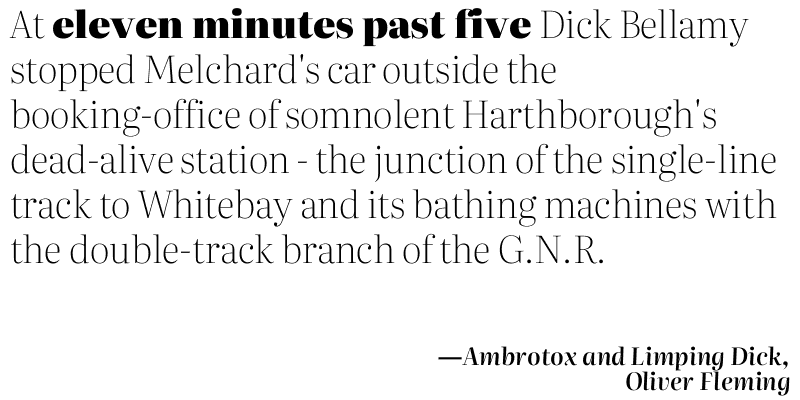 At eleven minutes past five Dick Bellamy
stopped Melchard's car outside the
booking-office of somnolent Harthborough's
dead-alive station - the junction of the single-line
track to Whitebay and its bathing machines with
the double-track branch of the G.N.R.
—Ambrotox and Limping Dick,
Oliver Fleming